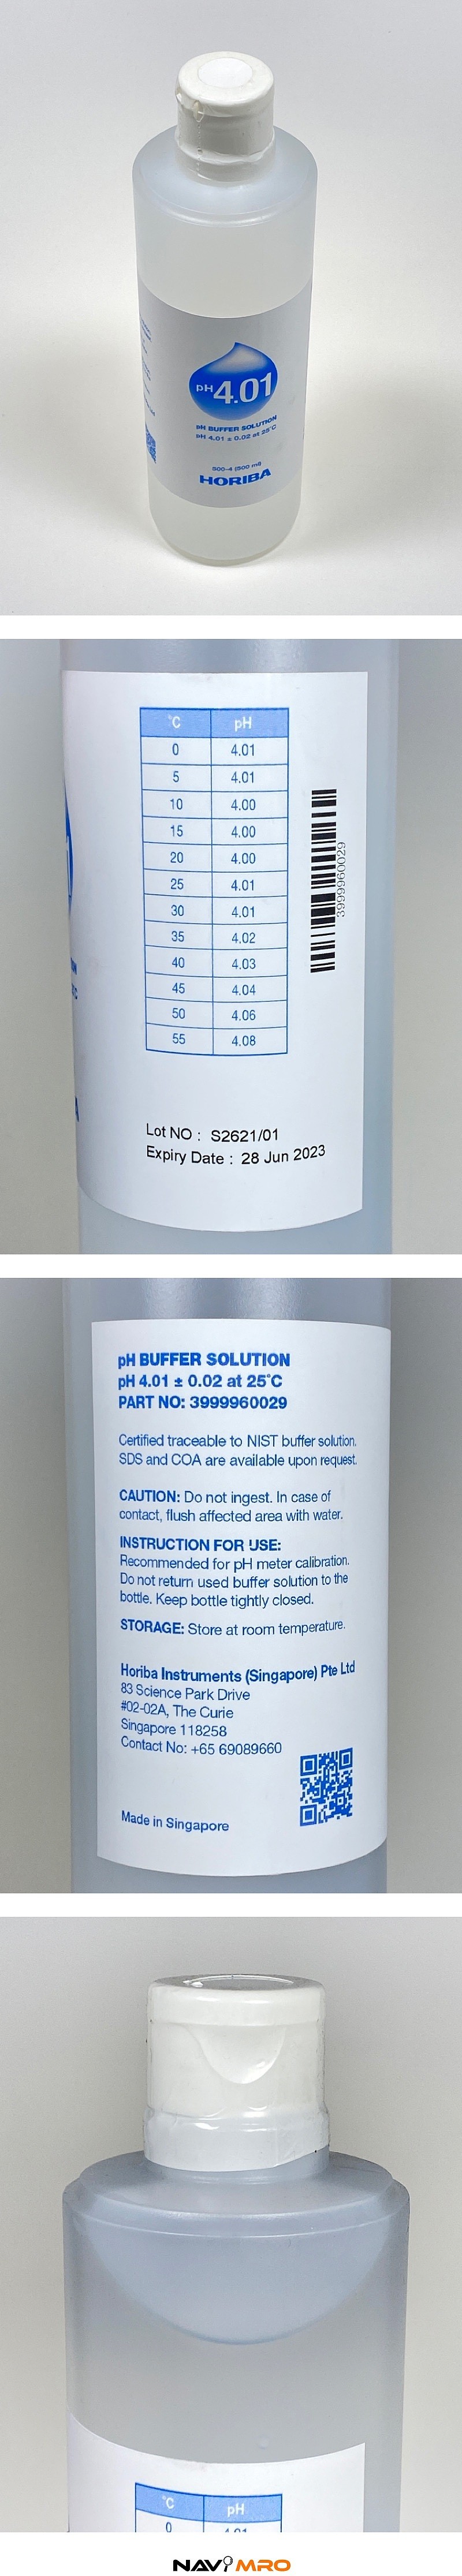 pH 4.01
pH BUFFER SOLUTION
pH 4.01 ± 0.02 at 25°C
500-4 (500 ml)
HORIBA
°C pH
0 4.01
5 4.01
10 4.00
15 4.00
20 4.00
25 4.01
30 4.01
35 4.02
40 4.03
45 4.04
50 4.06
55 4.08
3999960029
Lot NO : S2621/01
Expiry Date : 28 Jun 2023
pH BUFFER SOLUTION
pH 4.01 ± 0.02 at 25°C
PART NO: 3999960029
Certified traceable to NIST buffer solution.
SDS and COA are available upon request.
CAUTION: Do not ingest. In case of
contact, flush affected area with water.
INSTRUCTION FOR USE:
Recommended for pH meter calibration.
Do not return used buffer solution to the
bottle. Keep bottle tightly closed.
STORAGE: Store at room temperature.
Horiba Instruments (Singapore) Pte Ltd
83 Science Park Drive
#02-02A, The Curie
Singapore 118258
Contact No: +65 69089660
Made in Singapore
°C pH
NAVIMRO